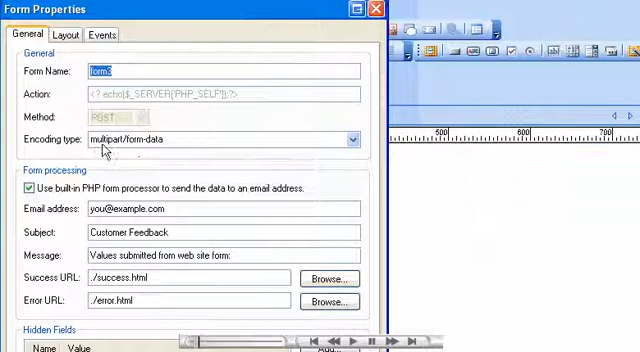 Form Properties
General Layout Events
General
Form Name: form3
Action: <? echo($_SERVER['PHP_SELF']);?>
Method: POST
Encoding type: multipart/form-data
Form processing
Use built-in PHP form processor to send the data to an email address.
Email address: you@example.com
Subject: Customer Feedback
Message: Values submitted from web site form:
Success URL: ./success.html Browse...
Error URL: ./error.html Browse...
Hidden Fields
Name Value Add...
500 600 700